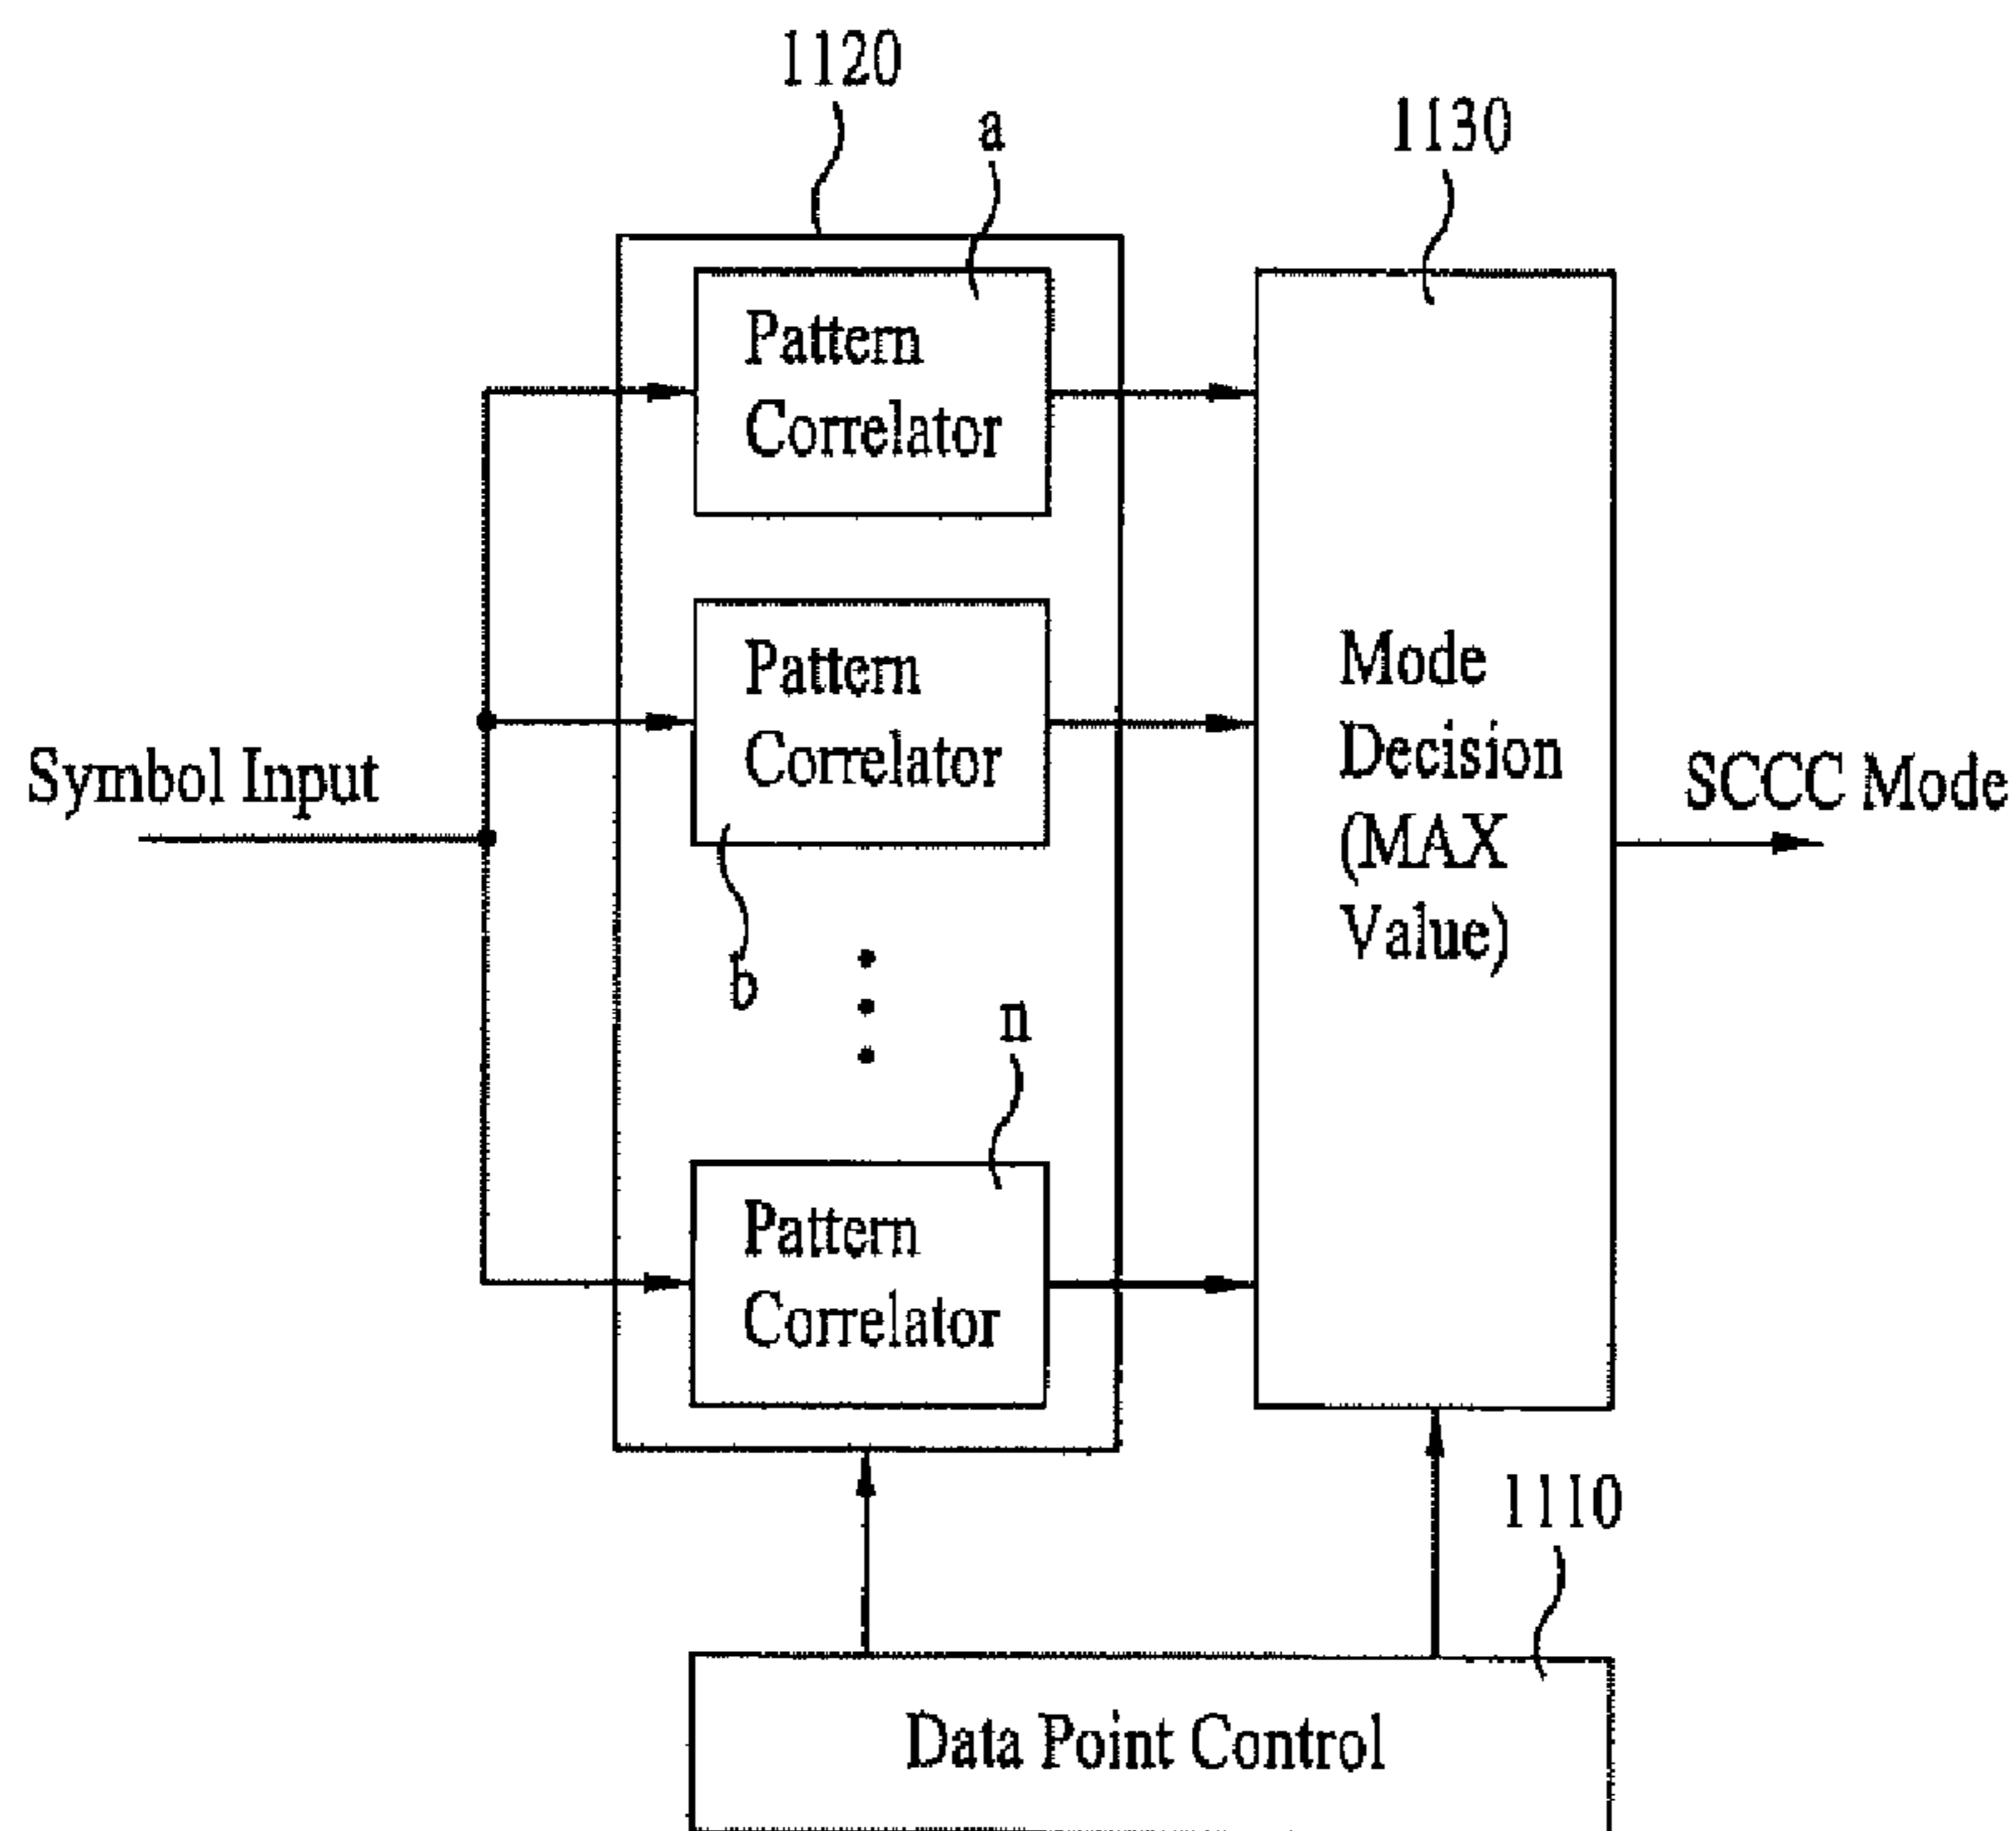 1120
a
1130
Pattern
Correlator
Pattern
Correlator
Symbol Input
b
Mode
Decision
(MAX
Value)
SCCC Mode
n
Pattern
Correlator
1110
Data Point Control